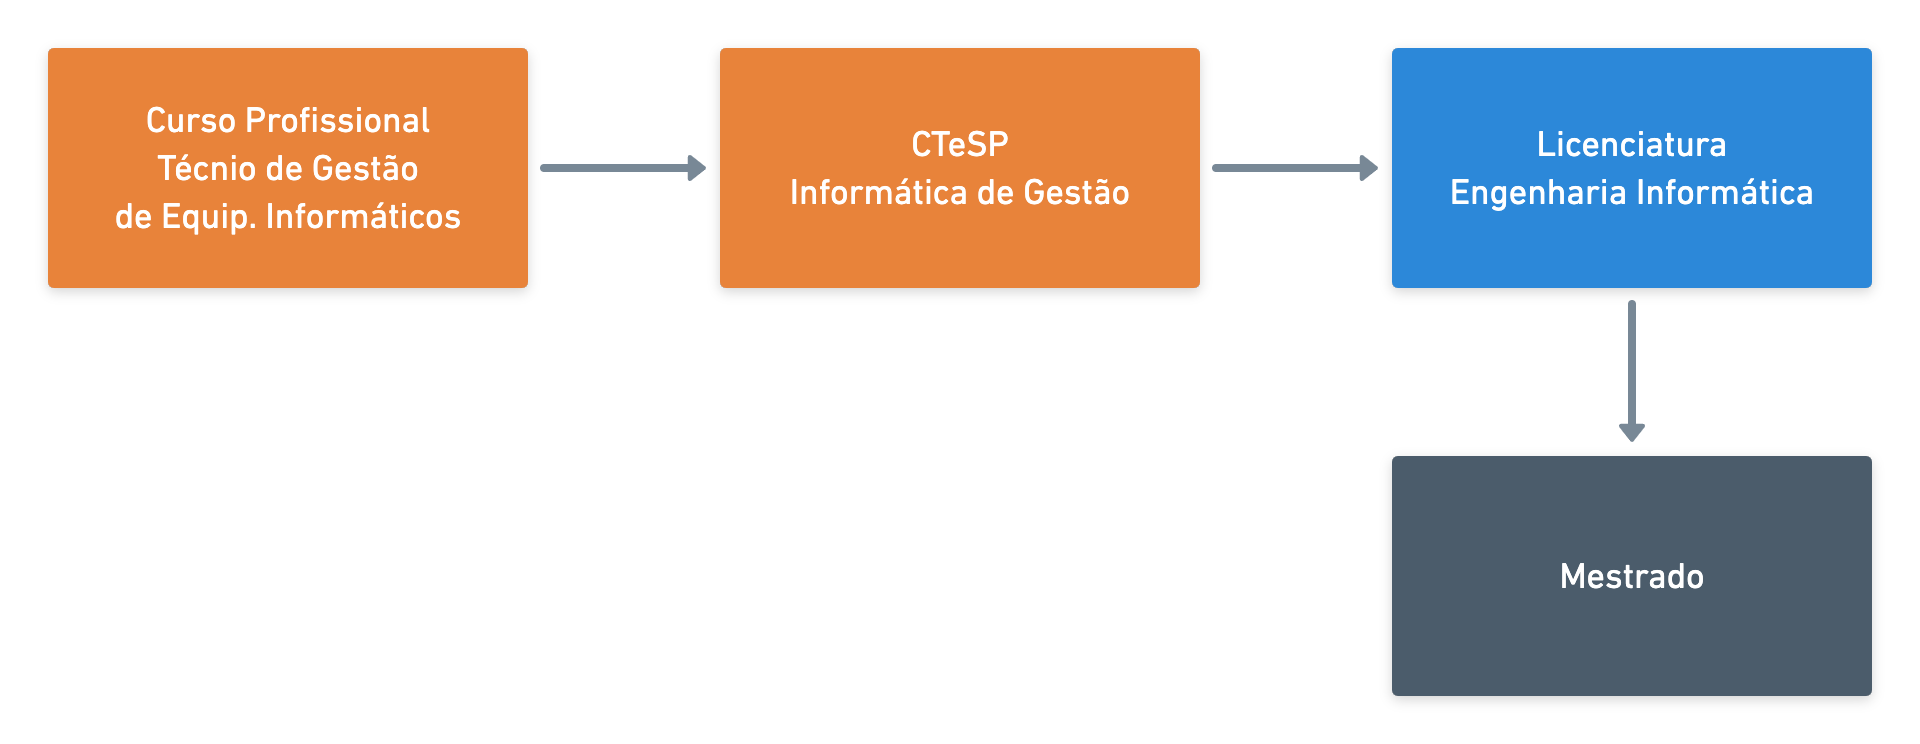 Curso Profissional
Técnio de Gestão
de Equip. Informáticos
CTeSP
Informática de Gestão
Licenciatura
Engenharia Informática
Mestrado